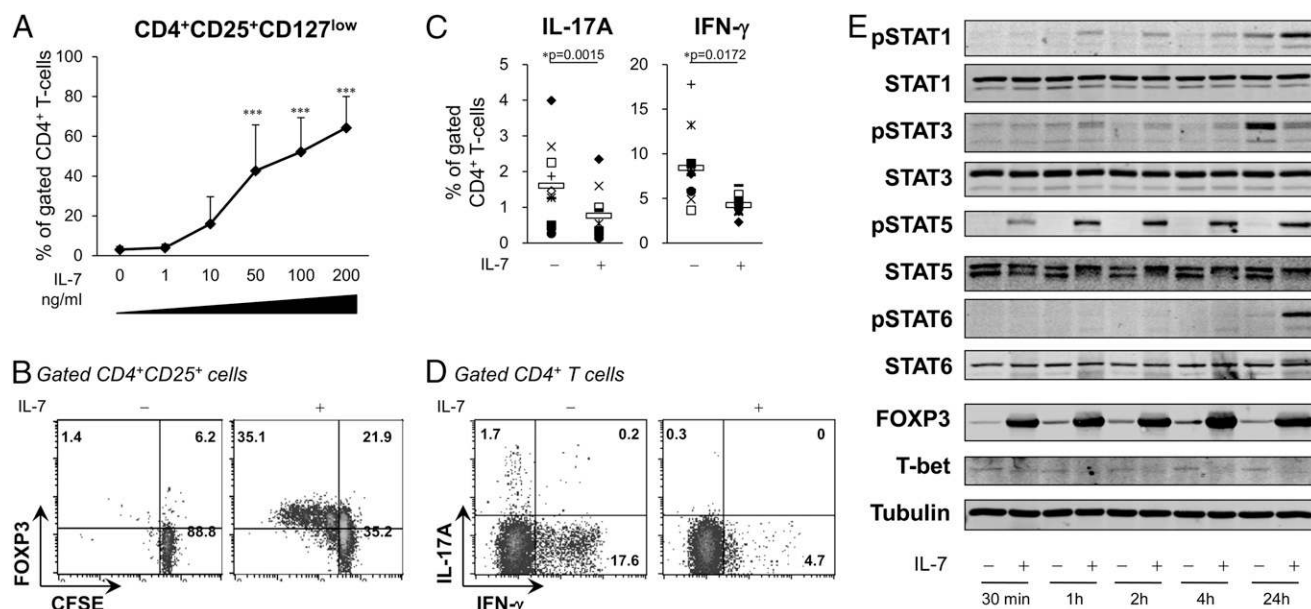 A
CD4⁺CD25⁺CD127ˡᵒʷ
% of gated CD4⁺ T-cells
100
80
60
40
20
0
***
***
***
IL-7
ng/ml
0 1 10 50 100 200
B Gated CD4⁺CD25⁺ cells
IL-7 – +
1.4 6.2
88.8
35.1 21.9
35.2
FOXP3
CFSE
C
IL-17A IFN-γ
*p=0.0015 *p=0.0172
% of gated
CD4⁺ T-cells
5
4
3
2
1
0
20
15
10
5
0
IL-7 – + – +
D Gated CD4⁺ T cells
IL-7 – +
1.7 0.2
17.6
0.3 0
4.7
IL-17A
IFN-γ
E
pSTAT1
STAT1
pSTAT3
STAT3
pSTAT5
STAT5
pSTAT6
STAT6
FOXP3
T-bet
Tubulin
IL-7 – + – + – + – + – +
30 min 1h 2h 4h 24h